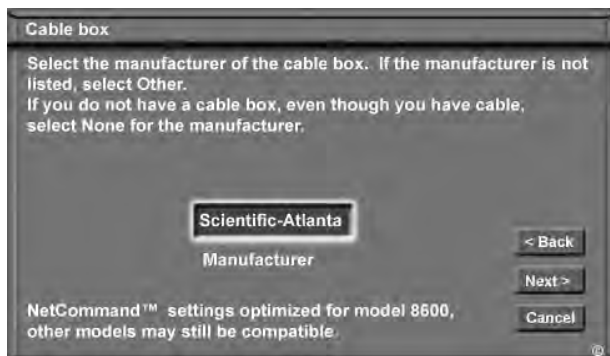 Cable box
Select the manufacturer of the cable box. If the manufacturer is not
listed, select Other.
If you do not have a cable box, even though you have cable,
select None for the manufacturer.
Scientific-Atlanta
Manufacturer
< Back
Next >
NetCommand™ settings optimized for model 8600,
other models may still be compatible.
Cancel